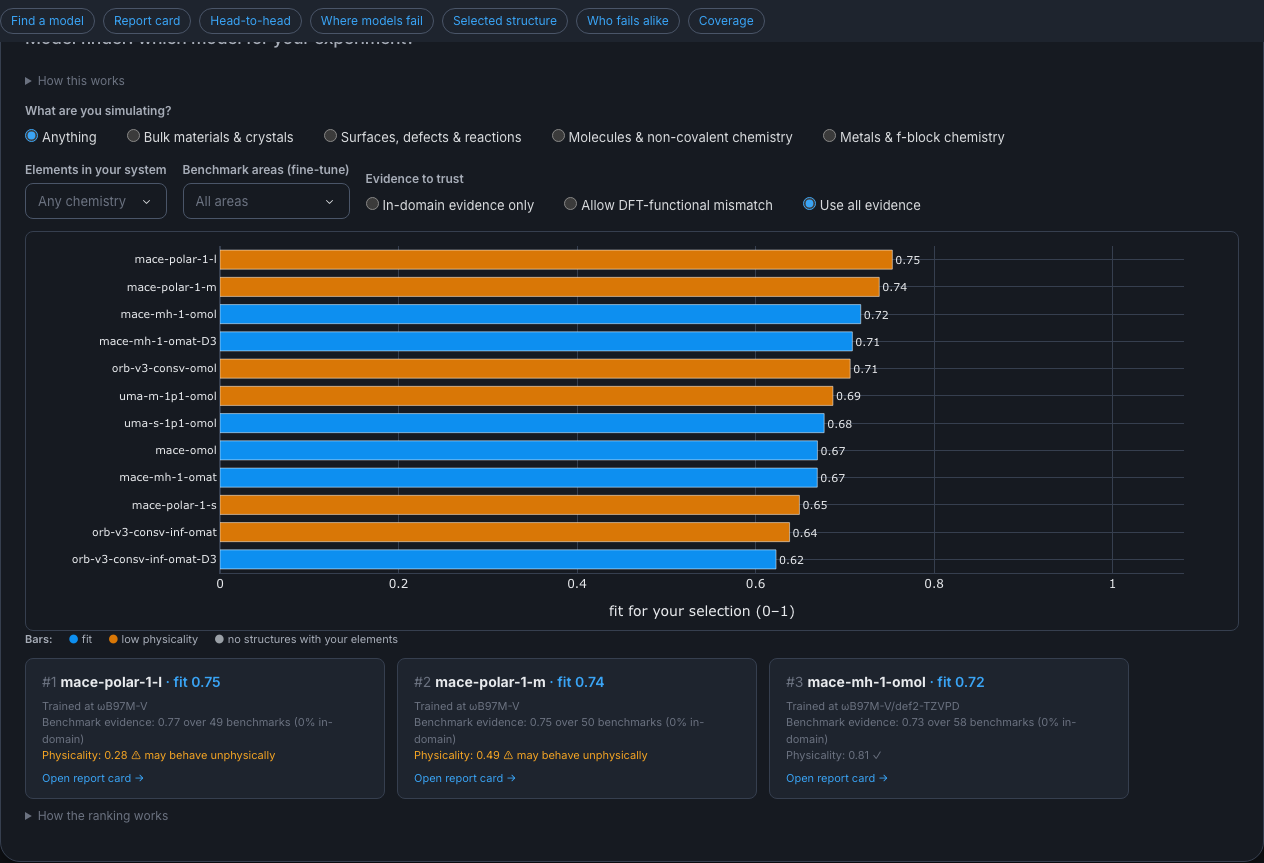 Find a model
Report card
Head-to-head
Where models fail
Selected structure
Who fails alike
Coverage
Model finder: which model for your experiment?
How this works
What are you simulating?
Anything
Bulk materials & crystals
Surfaces, defects & reactions
Molecules & non-covalent chemistry
Metals & f-block chemistry
Elements in your system
Benchmark areas (fine-tune)
Evidence to trust
Any chemistry
All areas
In-domain evidence only
Allow DFT-functional mismatch
Use all evidence
mace-polar-1-l 0.75
mace-polar-1-m 0.74
mace-mh-1-omol 0.72
mace-mh-1-omat-D3 0.71
orb-v3-consv-omol 0.71
uma-m-1p1-omol 0.69
uma-s-1p1-omol 0.68
mace-omol 0.67
mace-mh-1-omat 0.67
mace-polar-1-s 0.65
orb-v3-consv-inf-omat 0.64
orb-v3-consv-inf-omat-D3 0.62
0 0.2 0.4 0.6 0.8 1
fit for your selection (0–1)
Bars: fit low physicality no structures with your elements
#1 mace-polar-1-l · fit 0.75
Trained at ωB97M-V
Benchmark evidence: 0.77 over 49 benchmarks (0% in-
domain)
Physicality: 0.28 ⚠ may behave unphysically
Open report card →
#2 mace-polar-1-m · fit 0.74
Trained at ωB97M-V
Benchmark evidence: 0.75 over 50 benchmarks (0% in-
domain)
Physicality: 0.49 ⚠ may behave unphysically
Open report card →
#3 mace-mh-1-omol · fit 0.72
Trained at ωB97M-V/def2-TZVPD
Benchmark evidence: 0.73 over 58 benchmarks (0% in-
domain)
Physicality: 0.81 ✓
Open report card →
How the ranking works